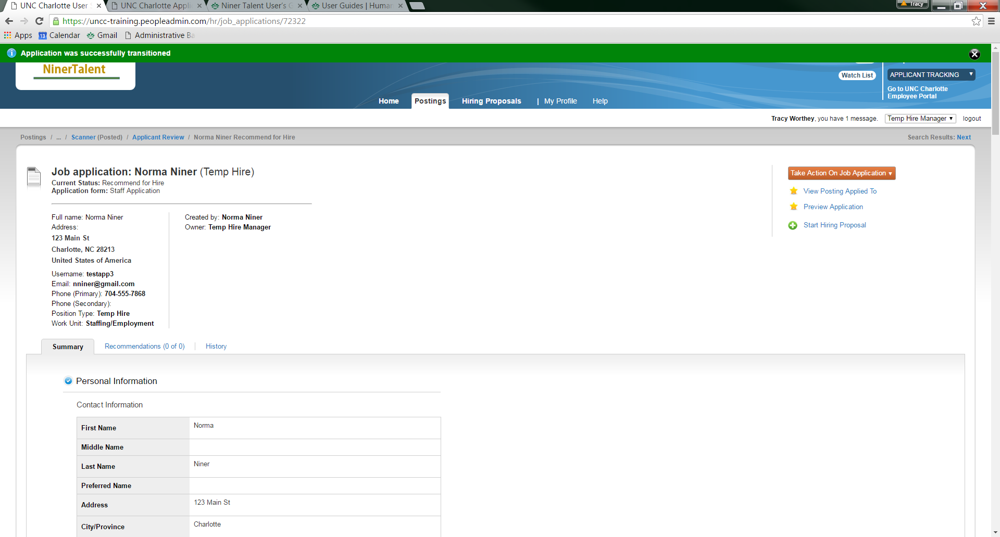 UNC Charlotte User
UNC Charlotte Appli
Niner Talent User's G
User Guides | Human
Tracy
https://uncc-training.peopleadmin.com/hr/job_applications/72322
Apps
13
Calendar
Gmail
Administrative Ba
Application was successfully transitioned
NinerTalent
Watch List
APPLICANT TRACKING
Go to UNC Charlotte
Employee Portal
Home
Postings
Hiring Proposals
| My Profile
Help
Tracy Worthey, you have 1 message.
Temp Hire Manager
logout
Postings / ... / Scanner (Posted) / Applicant Review / Norma Niner Recommend for Hire
Search Results: Next
Job application: Norma Niner (Temp Hire)
Current Status: Recommend for Hire
Application form: Staff Application
Take Action On Job Application
View Posting Applied To
Preview Application
Start Hiring Proposal
Full name: Norma Niner
Address:
123 Main St
Charlotte, NC 28213
United States of America
Username: testapp3
Email: nniner@gmail.com
Phone (Primary): 704-555-7868
Phone (Secondary):
Position Type: Temp Hire
Work Unit: Staffing/Employment
Created by: Norma Niner
Owner: Temp Hire Manager
Summary
Recommendations (0 of 0)
History
Personal Information
Contact Information
First Name
Norma
Middle Name
Last Name
Niner
Preferred Name
Address
123 Main St
City/Province
Charlotte